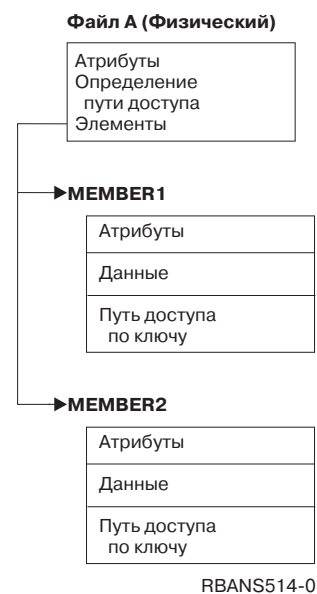 Файл А (Физический)
Атрибуты
Определение
пути доступа
Элементы
MEMBER1
Атрибуты
Данные
Путь доступа
по ключу
MEMBER2
Атрибуты
Данные
Путь доступа
по ключу
RBANS514-0